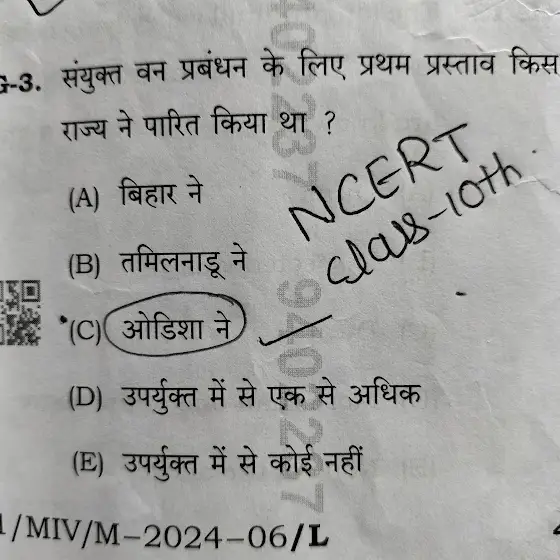 G-3. संयुक्त वन प्रबंधन के लिए प्रथम प्रस्ताव किस
राज्य ने पारित किया था ?
(A) बिहार ने
NCERT
Class-10th.
(B) तमिलनाडू ने
(C) ओडिशा ने
(D) उपर्युक्त में से एक से अधिक
(E) उपर्युक्त में से कोई नहीं
1/MIV/M-2024-06/L